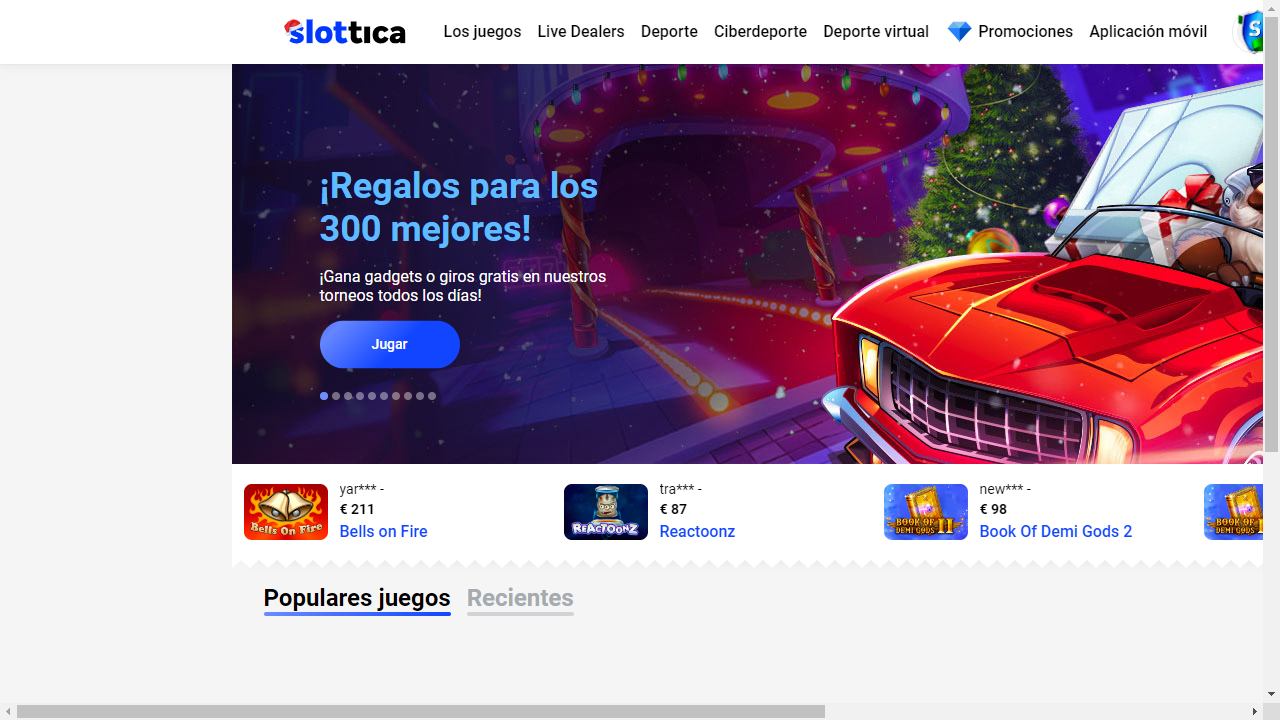 slottica
Los juegos
Live Dealers
Deporte
Ciberdeporte
Deporte virtual
Promociones
Aplicación móvil
¡Regalos para los
300 mejores!
¡Gana gadgets o giros gratis en nuestros
torneos todos los días!
Jugar
Bells on Fire
yar*** -
€ 211
Bells on Fire
REACTOONZ
tra*** -
€ 87
Reactoonz
BOOK OF
DEMI GODS II
new*** -
€ 98
Book Of Demi Gods 2
BOOK OF
Populares juegos
Recientes